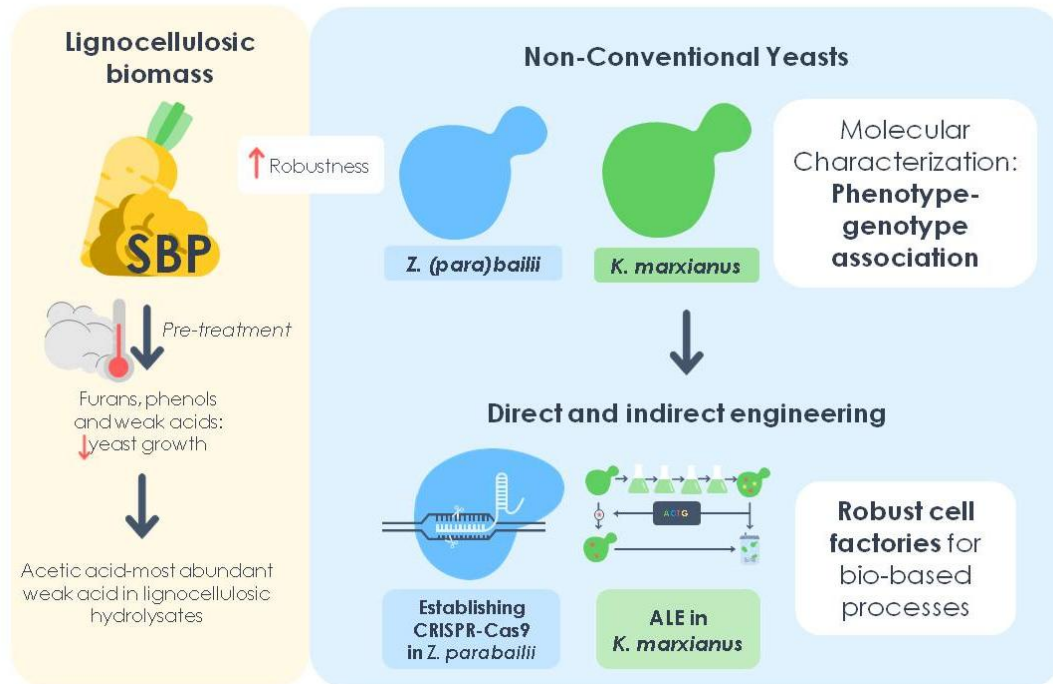 Lignocellulosic
biomass
SBP
Pre-treatment
Furans, phenols
and weak acids:
↓yeast growth
Acetic acid-most abundant
weak acid in lignocellulosic
hydrolysates
Non-Conventional Yeasts
↑ Robustness
Z. (para)bailii
K. marxianus
Molecular
Characterization:
Phenotype-
genotype
association
Direct and indirect engineering
ACTG
Establishing
CRISPR-Cas9
in Z. parabailii
ALE in
K. marxianus
Robust cell
factories for
bio-based
processes